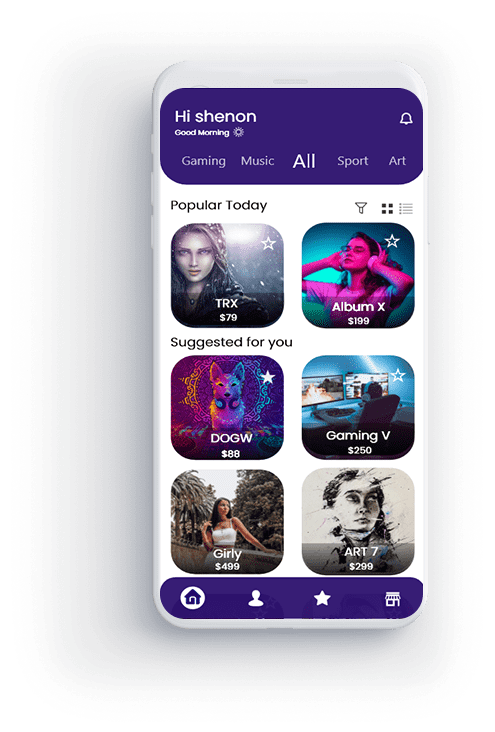 Hi shenon
Good Morning
Gaming Music All Sport Art
Popular Today
TRX
$79
Album X
$199
Suggested for you
DOGW
$88
Gaming V
$250
Girly
$499
ART 7
$299